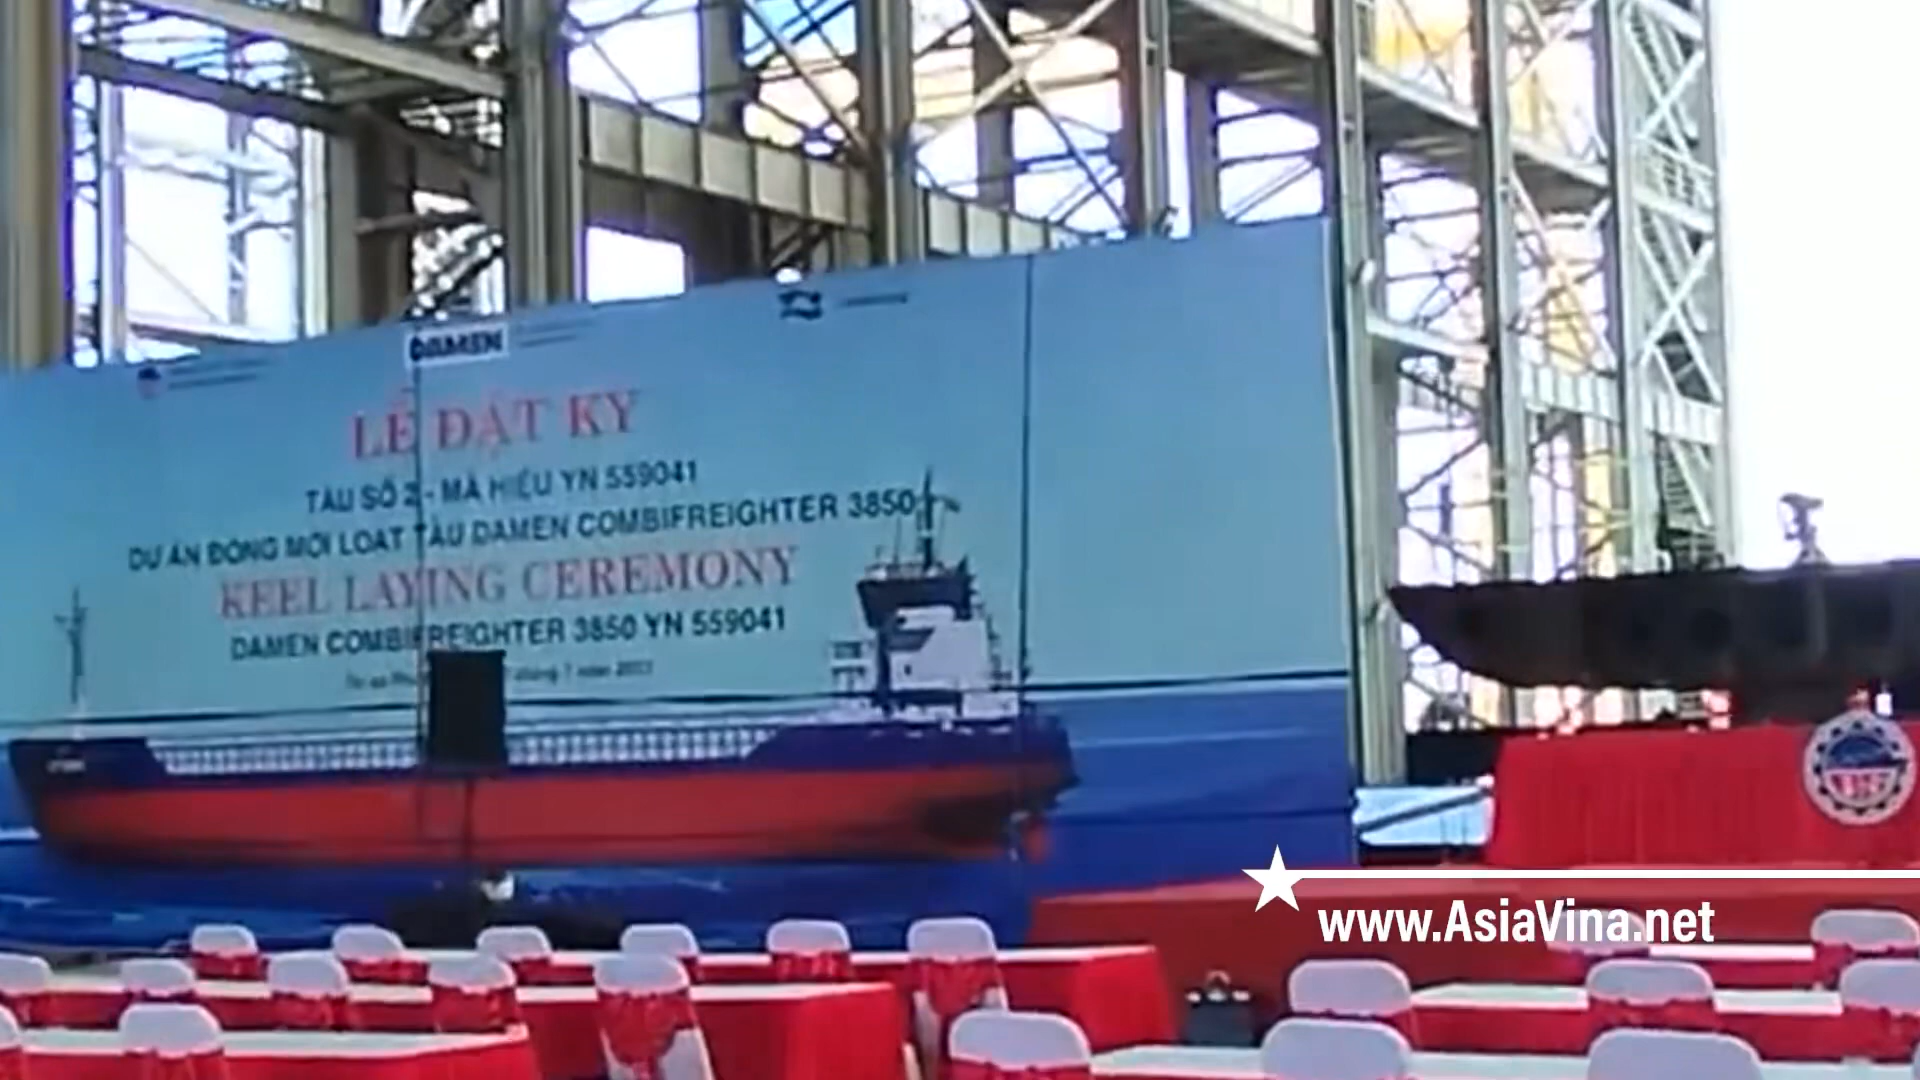 DAMEN
LỄ ĐẶT KY
TÀU SỐ 2 - MÃ HIỆU YN 559041
DỰ ÁN ĐÓNG MỚI LOẠT TÀU DAMEN COMBIFREIGHTER 3850
KEEL LAYING CEREMONY
DAMEN COMBIFREIGHTER 3850 YN 559041
www.AsiaVina.net